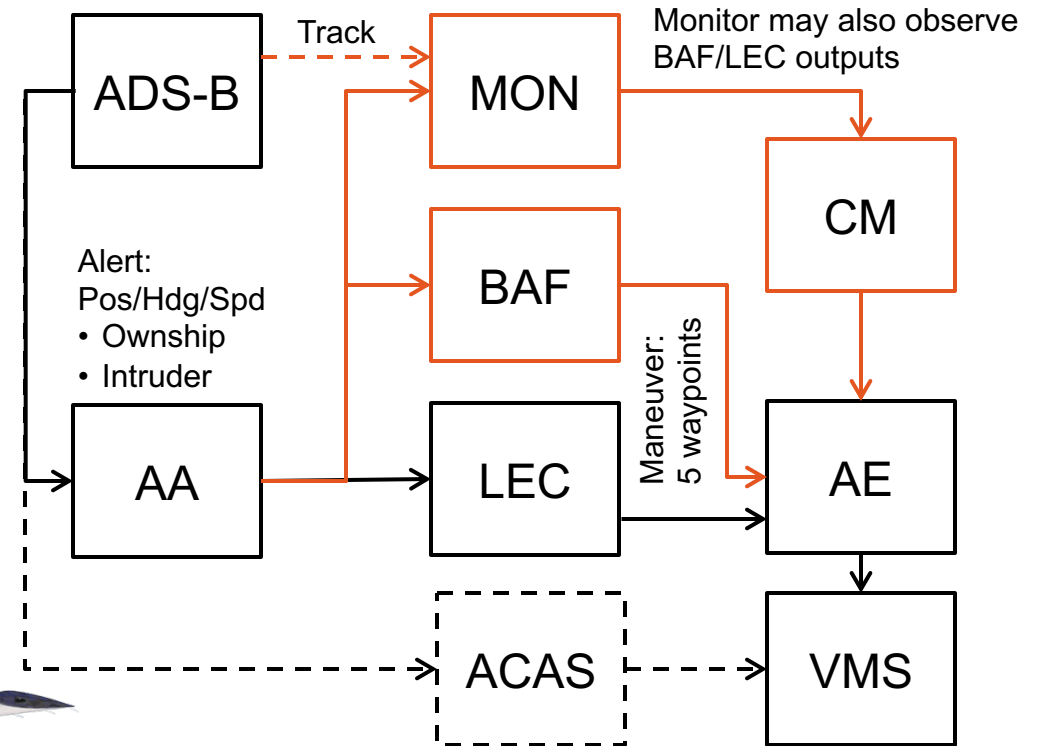 Track
Monitor may also observe
BAF/LEC outputs
ADS-B
MON
CM
Alert:
Pos/Hdg/Spd
• Ownship
• Intruder
BAF
Maneuver:
5 waypoints
AA
LEC
AE
ACAS
VMS